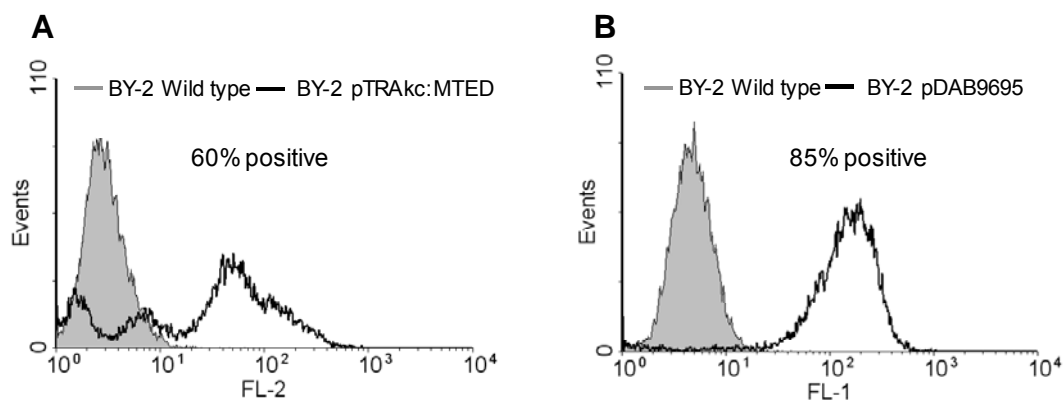 A
110
BY-2 Wild type BY-2 pTRAkc:MTED
60% positive
Events
0
10^0 10^1 10^2 10^3 10^4
FL-2
B
110
BY-2 Wild type BY-2 pDAB9695
85% positive
Events
0
10^0 10^1 10^2 10^3 10^4
FL-1